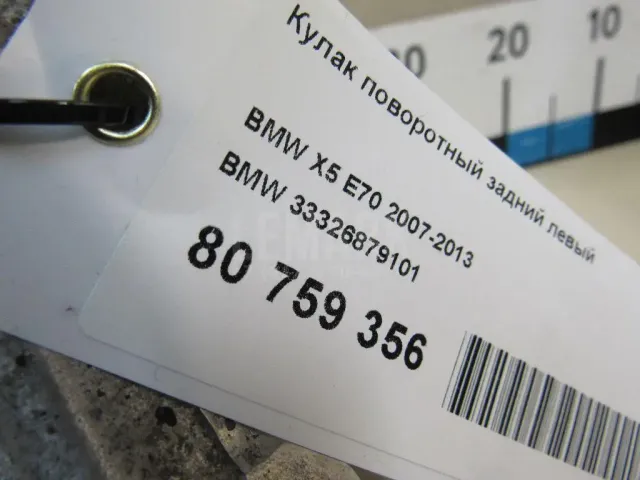 Кулак поворотный задний левый
BMW X5 E70 2007-2013
BMW 33326879101
80 759 356
20
10